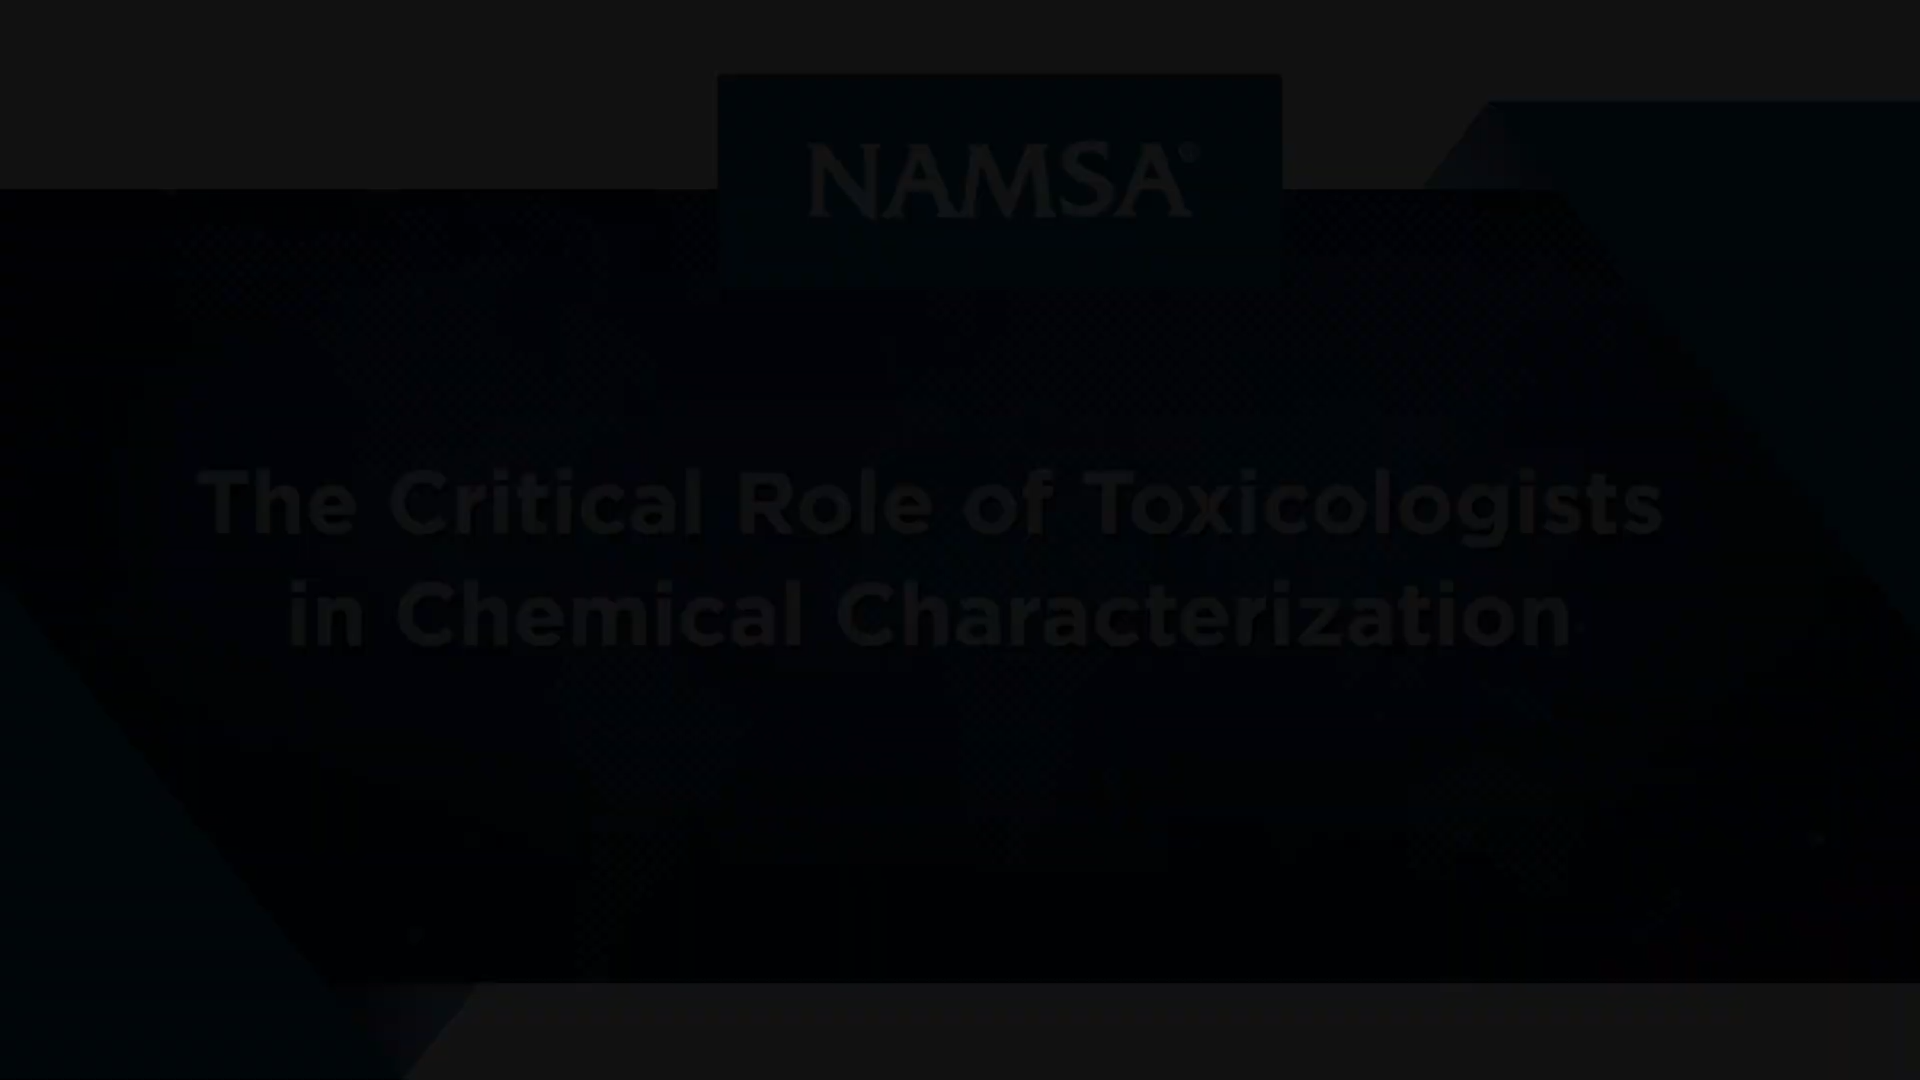 NAMSA®
The Critical Role of Toxicologists
in Chemical Characterization